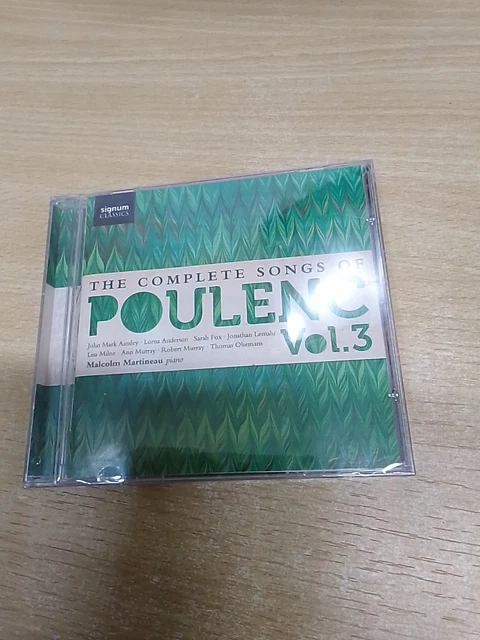 signum
CLASSICS
THE COMPLETE SONGS OF
POULENC
Vol.3
John Mark Ainsley · Lorna Anderson · Sarah Fox · Jonathan Lemalu
Lisa Milne · Ann Murray · Robert Murray · Thomas Oliemans
Malcolm Martineau piano